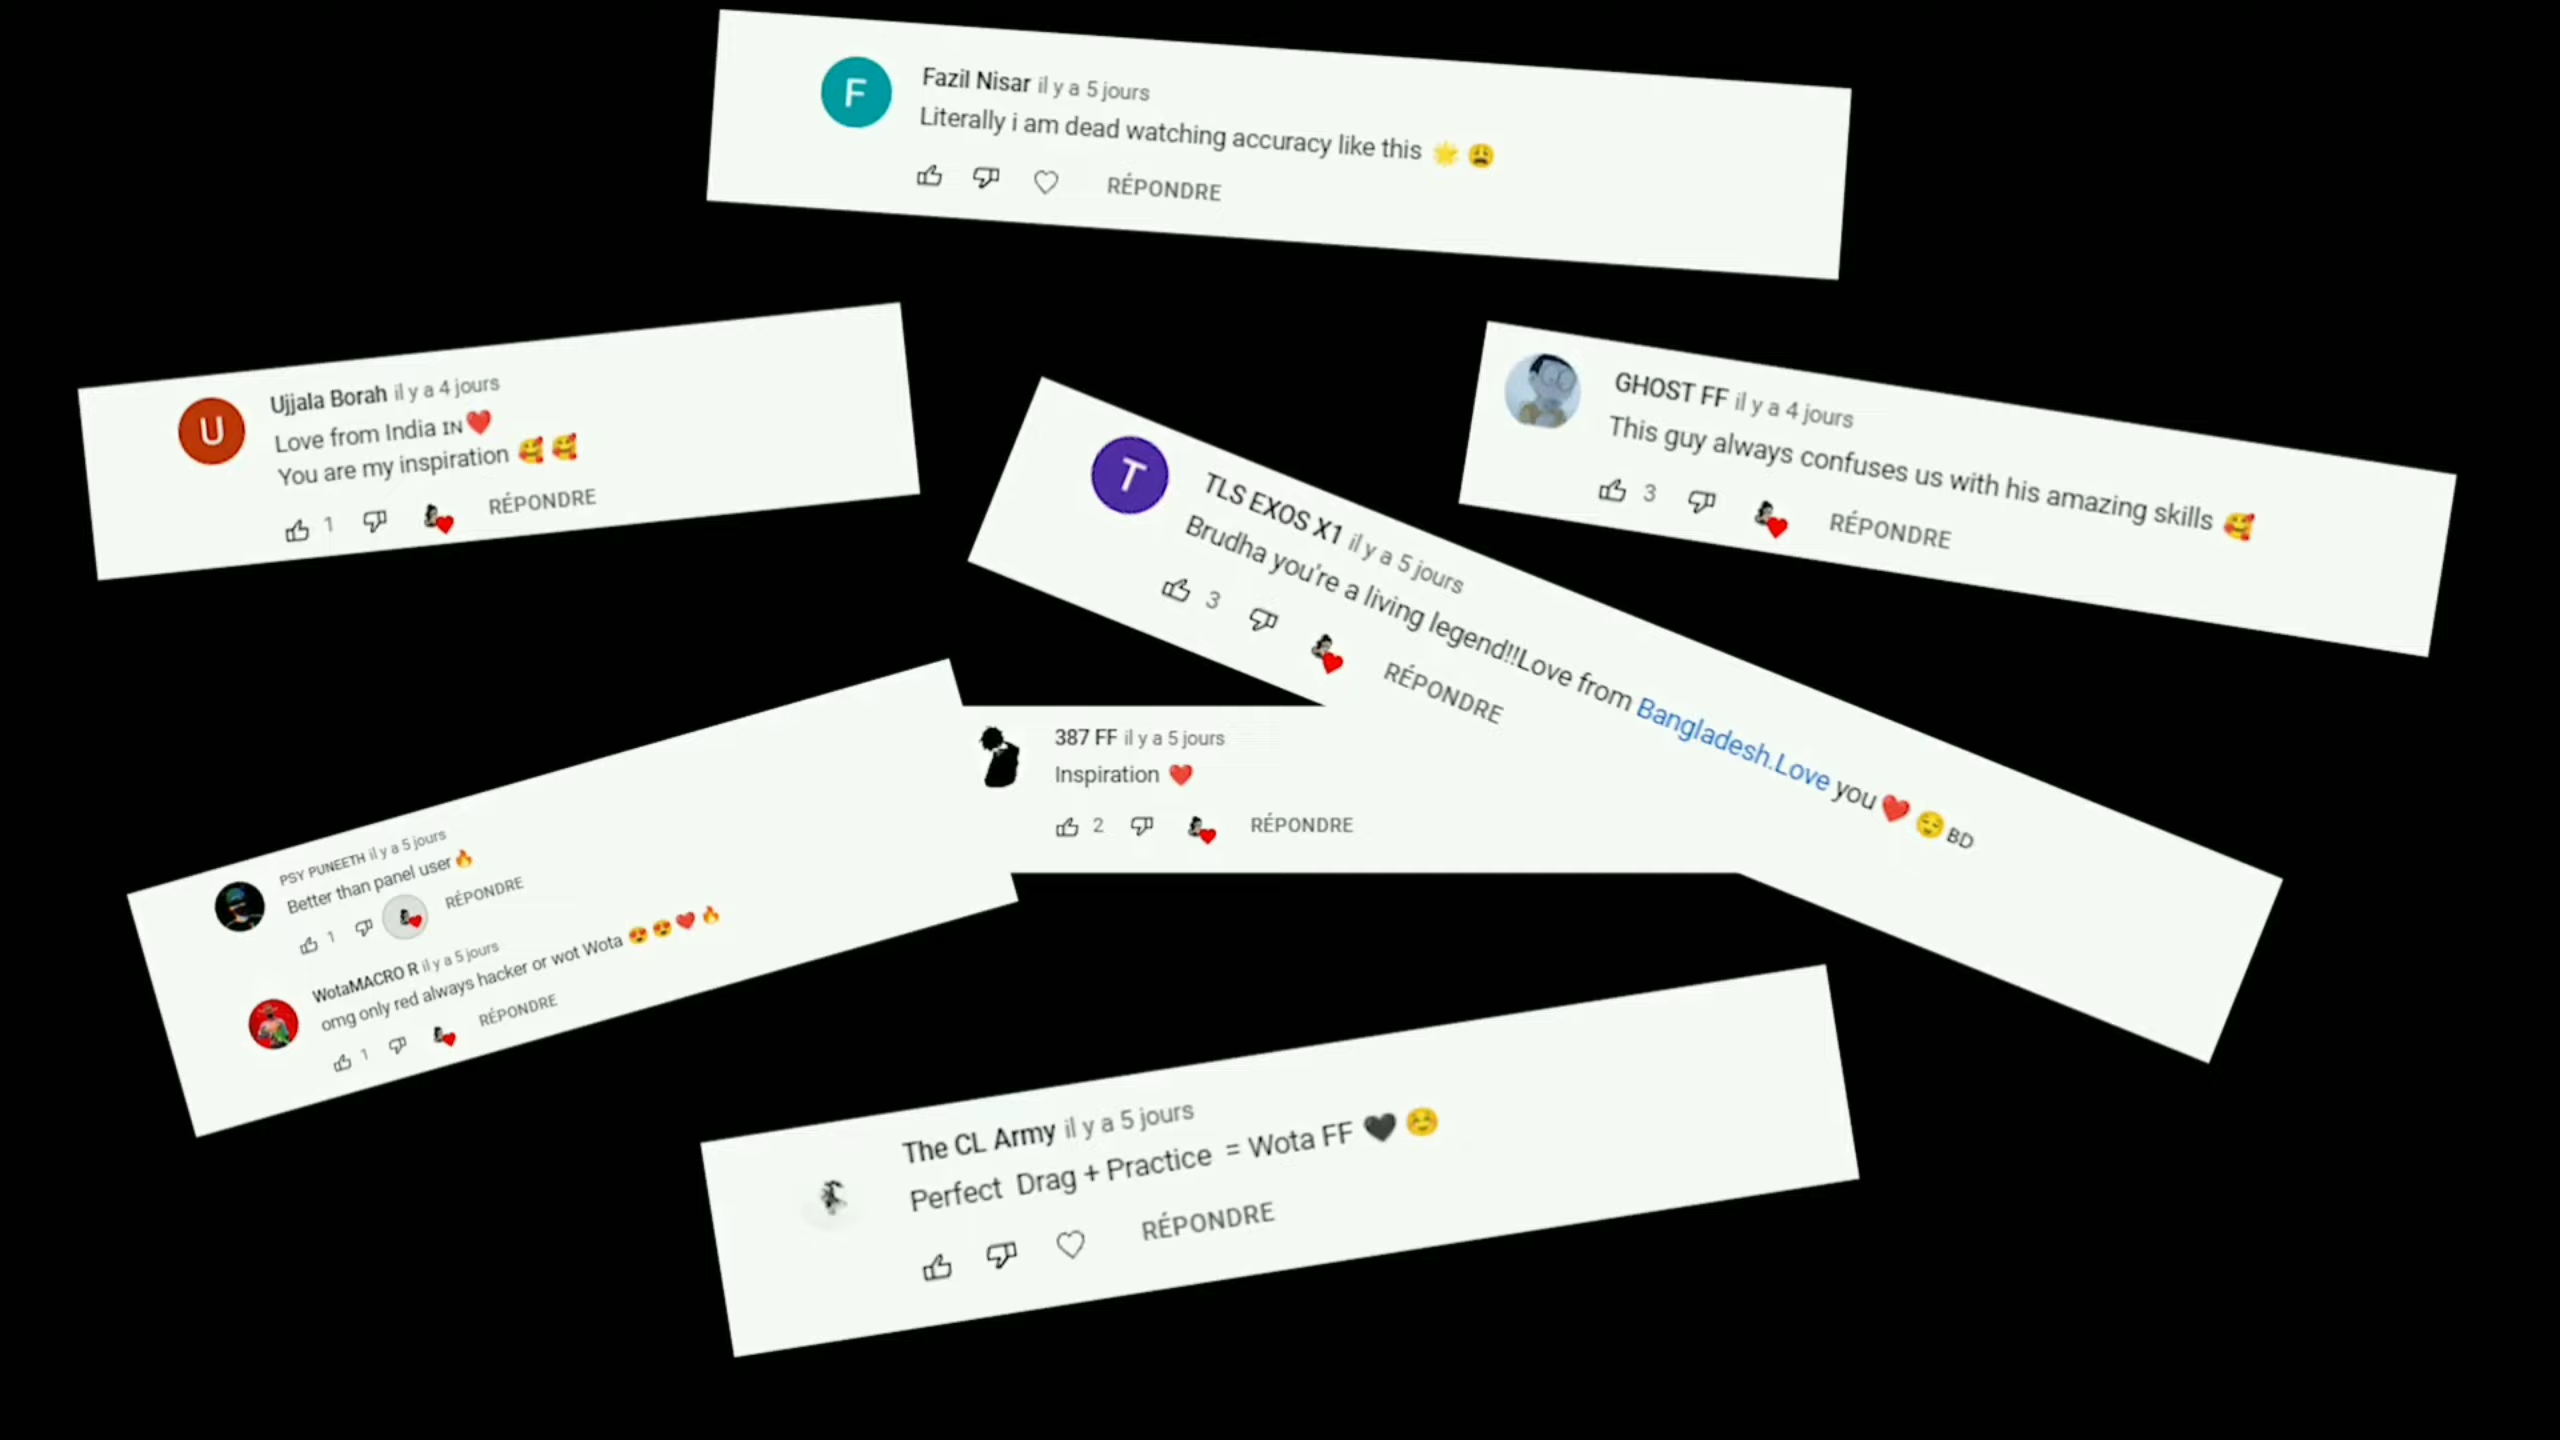 F
Fazil Nisar il y a 5 jours
Literally i am dead watching accuracy like this 🌟 😩
RÉPONDRE
U
Ujjala Borah il y a 4 jours
Love from India IN❤️
You are my inspiration 🥰 🥰
1 RÉPONDRE
GHOST FF il y a 4 jours
This guy always confuses us with his amazing skills 🥰
3 RÉPONDRE
T
TLS EXOS X1 il y a 5 jours
Brudha you're a living legend!!Love from Bangladesh.Love you ❤️ 😌 BD
3 RÉPONDRE
387 FF il y a 5 jours
Inspiration ❤️
2 RÉPONDRE
PSY PUNEETH il y a 5 jours
Better than panel user 🔥
1 RÉPONDRE
WotaMACRO R il y a 5 jours
omg only red always hacker or wot Wota 😍 😍 ❤️ 🔥
1 RÉPONDRE
The CL Army il y a 5 jours
Perfect Drag + Practice = Wota FF 🖤 ☺️
RÉPONDRE